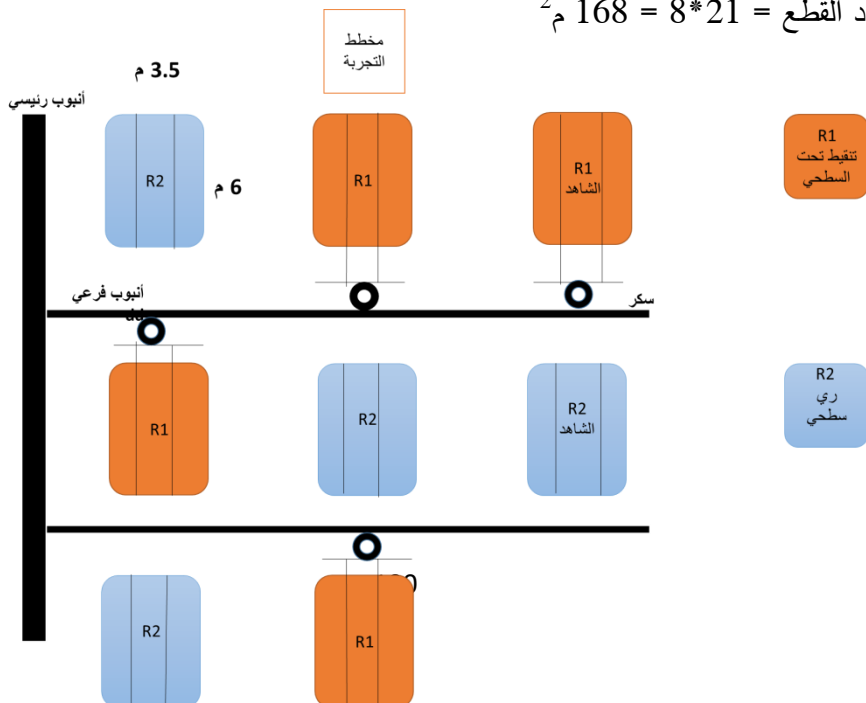 د القطع = 21*8 = 168 م2
مخطط
التجربة
3.5 م
أنبوب رئيسي
R2
6 م
R1
R1
الشاهد
R1
تنقيط تحت
السطحي
أنبوب فرعي
سكر
R1
R2
R2
الشاهد
R2
ري
سطحي
R2
R1